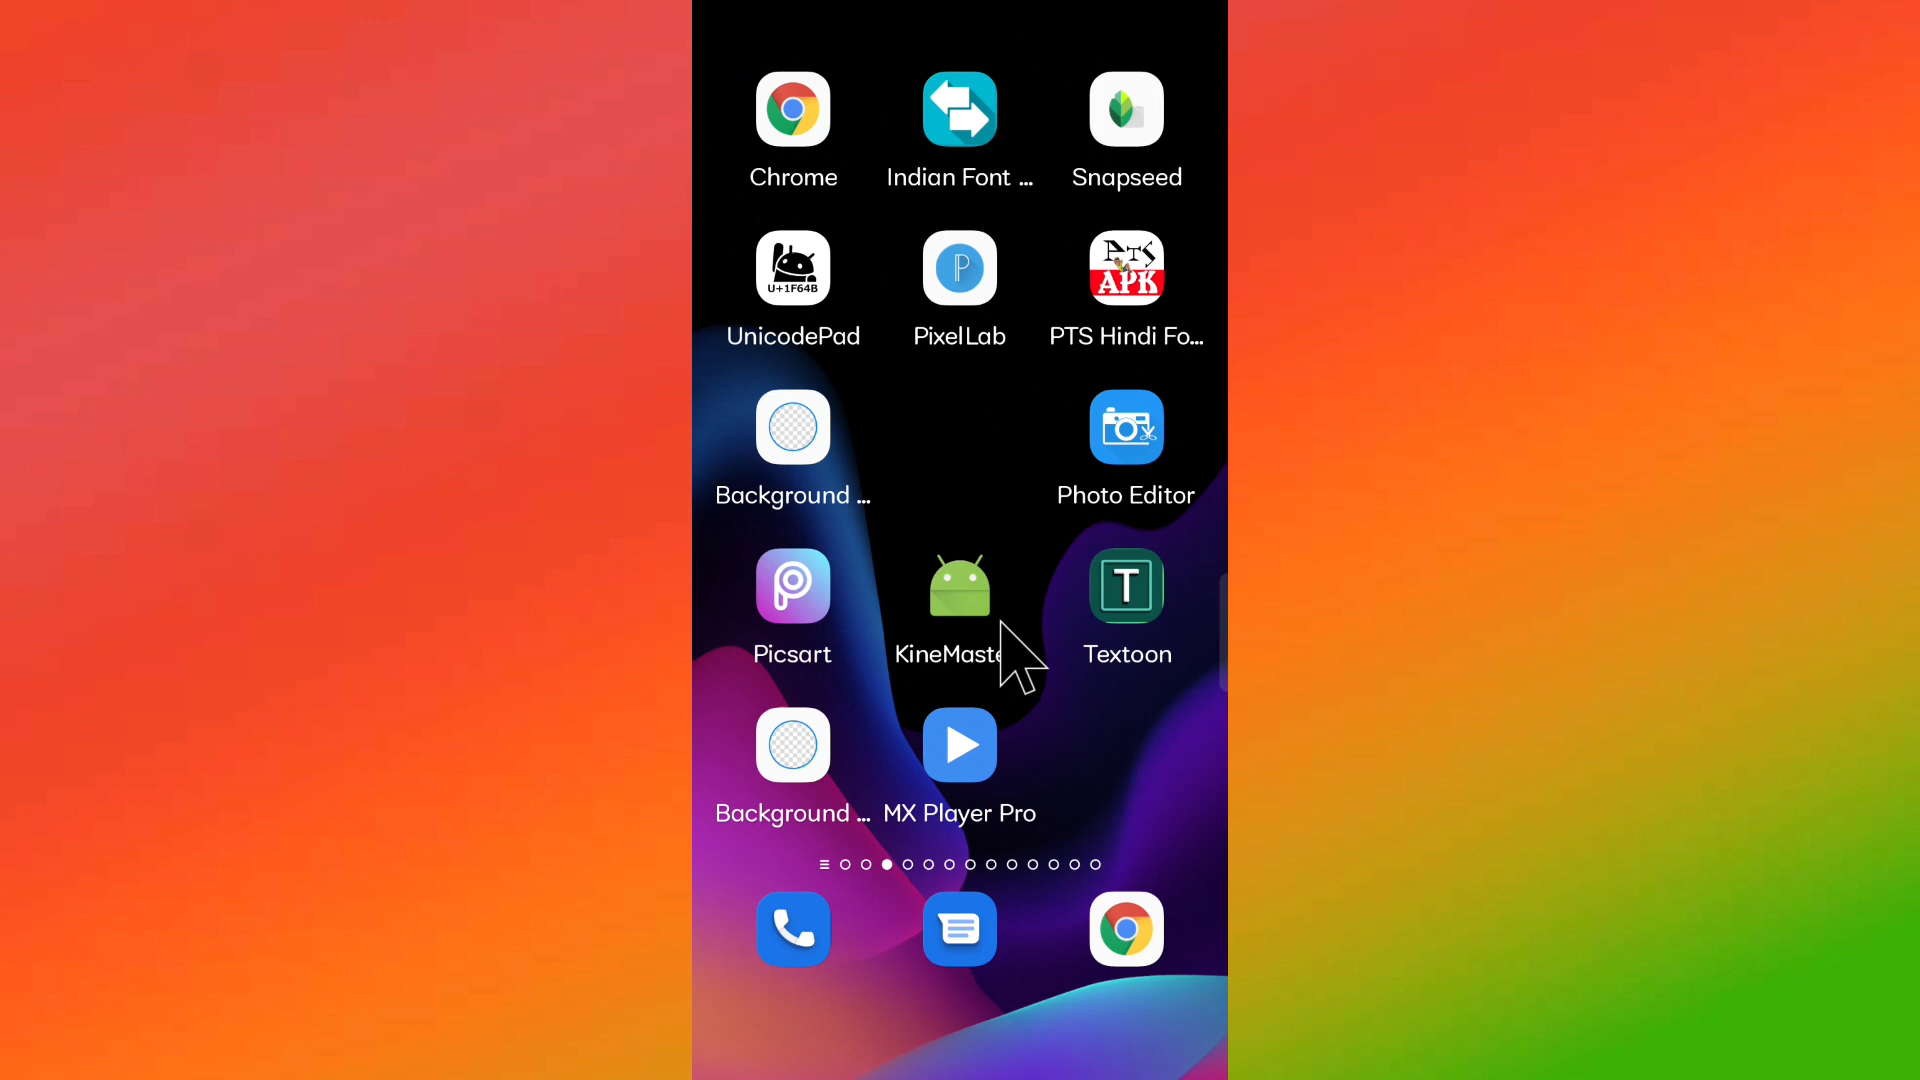 Chrome
Indian Font ...
Snapseed
U+1F64B
PTS
APK
UnicodePad
PixelLab
PTS Hindi Fo...
Background ...
Photo Editor
T
Picsart
KineMaste
Textoon
Background ...
MX Player Pro